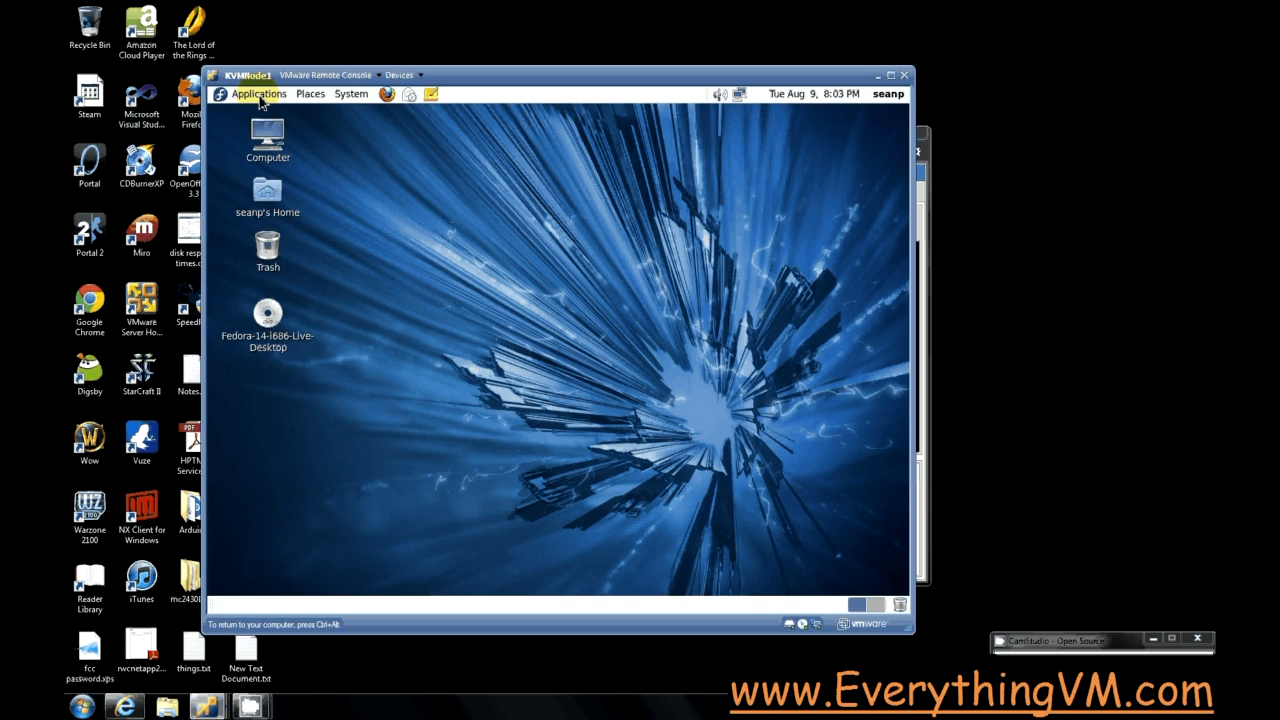 Recycle Bin
Amazon
Cloud Player
The Lord of
the Rings ...
Steam
Microsoft
Visual Stud...
Portal
CDBurnerXP
3.3
Portal 2
Miro
Google
Chrome
VMware
Server Ho...
Digsby
StarCraft II
Notes.
Wow
Vuze
PDF
Warzone
2100
NX Client for
Windows
Reader
Library
iTunes
fcc
password.xps
rwcnetapp2...
things.txt
New Text
Document.txt
KVMNode1 VMware Remote Console Devices
Applications Places System Tue Aug 9, 8:03 PM seanp
Computer
seanp's Home
Trash
Fedora-14-i686-Live-
Desktop
To return to your computer, press Ctrl+Alt.
vmware
CamStudio - Open Source
www.EverythingVM.com